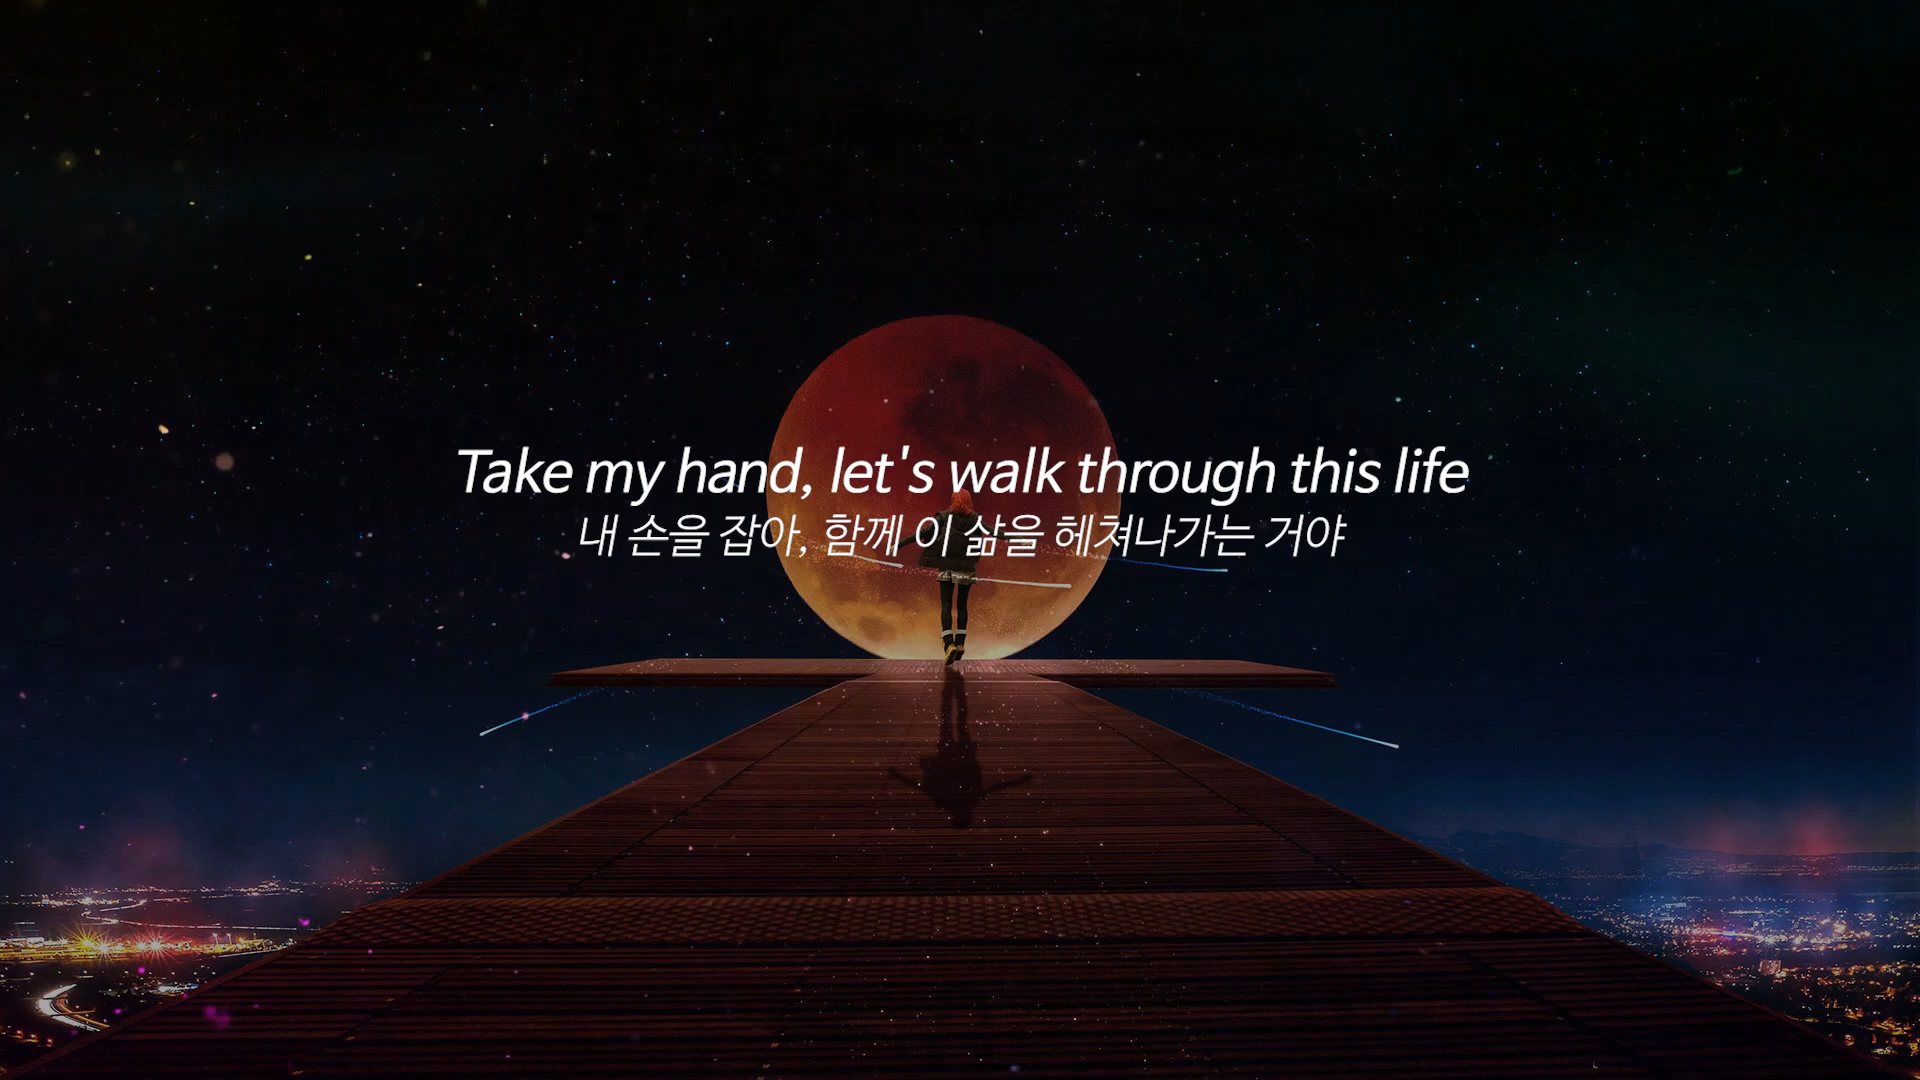 Take my hand, let's walk through this life
내 손을 잡아, 함께 이 삶을 헤쳐나가는 거야